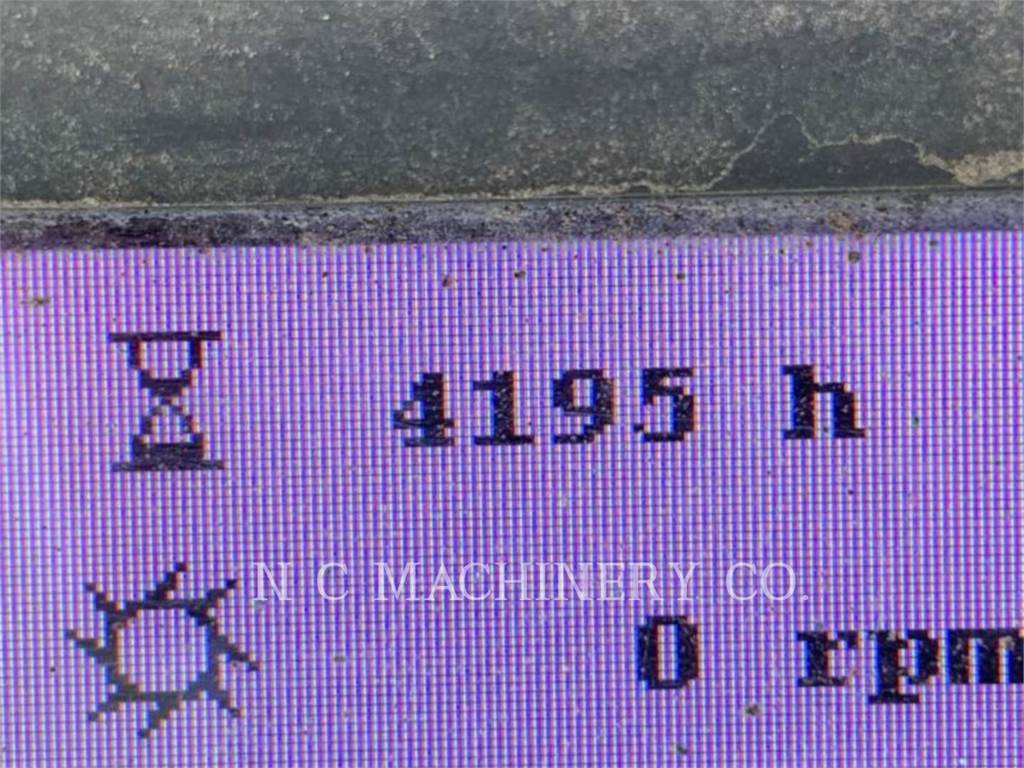 4195 h
N C MACHINERY CO.
0 rpm